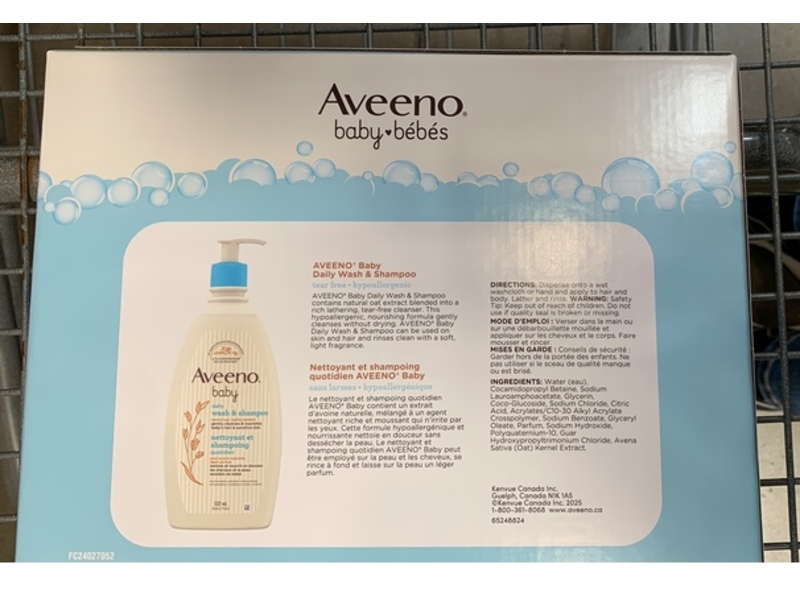 Aveeno®
baby♥bébés
AVEENO® Baby
Daily Wash & Shampoo
tear free • hypoallergenic
AVEENO® Baby Daily Wash & Shampoo
contains natural oat extract blended into a
rich lathering, tear-free cleanser. This
hypoallergenic, nourishing formula gently
cleanses without drying. AVEENO® Baby
Daily Wash & Shampoo can be used on
skin and hair and rinses clean with a soft,
light fragrance.
Nettoyant et shampoing
quotidien AVEENO® Baby
sans larmes • hypoallergénique
Le nettoyant et shampoing quotidien
AVEENO® Baby contient un extrait
d'avoine naturelle, mélangé à un agent
nettoyant riche et moussant qui n'irrite par
les yeux. Cette formule hypoallergénique et
nourrissante nettoie en douceur sans
dessécher la peau. Le nettoyant et
shampoing quotidien AVEENO® Baby peut
être employé sur la peau et les cheveux, se
rince à fond et laisse sur la peau un léger
parfum.
DIRECTIONS: Dispense onto a wet
washcloth or hand and apply to hair and
body. Lather and rinse. WARNING: Safety
Tip: Keep out of reach of children. Do not
use if quality seal is broken or missing.
MODE D'EMPLOI : Verser dans la main ou
sur une débarbouillette mouillée et
appliquer sur les cheveux et le corps. Faire
mousser et rincer.
MISES EN GARDE : Conseils de sécurité :
Garder hors de la portée des enfants. Ne
pas utiliser si le sceau de qualité manque
ou est brisé.
INGREDIENTS: Water (eau),
Cocamidopropyl Betaine, Sodium
Lauroamphoacetate, Glycerin,
Coco-Glucoside, Sodium Chloride, Citric
Acid, Acrylates/C10-30 Alkyl Acrylate
Crosspolymer, Sodium Benzoate, Glyceryl
Oleate, Parfum, Sodium Hydroxide,
Polyquaternium-10, Guar
Hydroxypropyltrimonium Chloride, Avena
Sativa (Oat) Kernel Extract.
Kenvue Canada Inc.
Guelph, Canada N1K 1A5
©Kenvue Canada Inc. 2025
1-800-361-8068 www.aveeno.ca
65248824
Aveeno®
baby
daily
wash & shampoo
nettoyant et
shampoing
quotidien
FC24027052